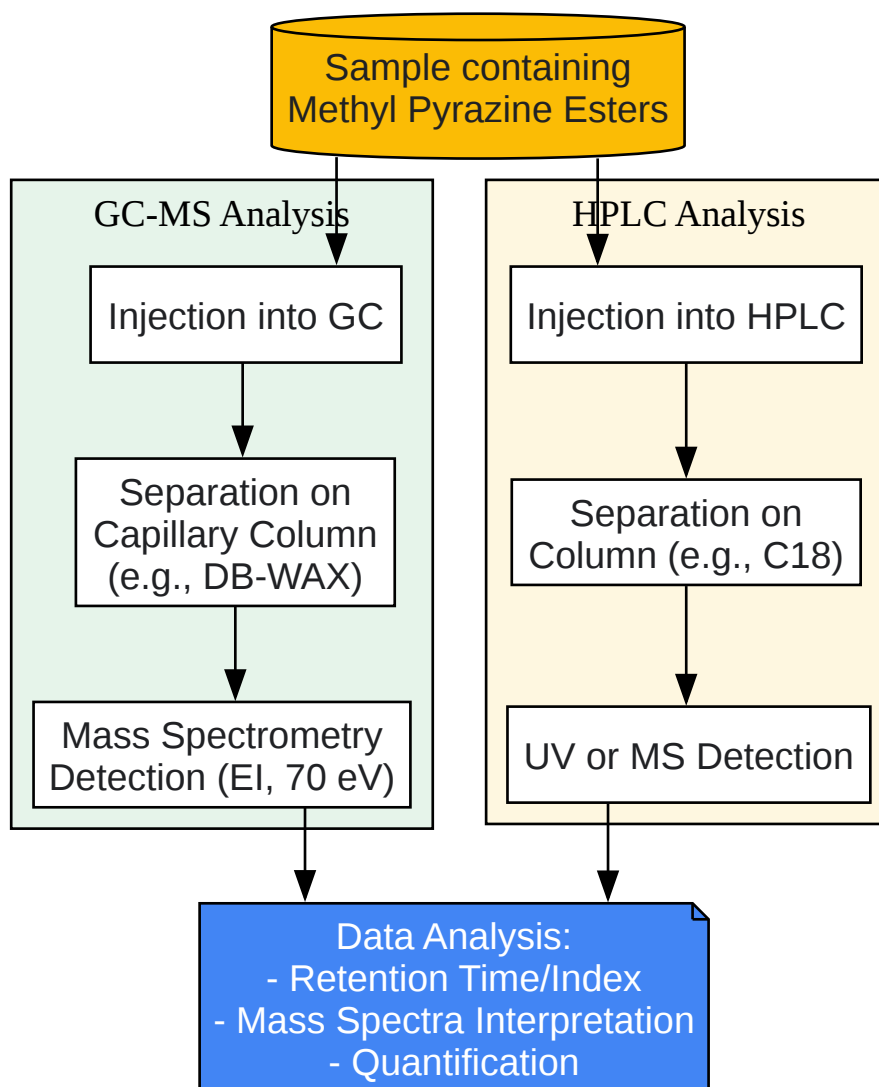 Sample containing
Methyl Pyrazine Esters
GC-MS Analysis
Injection into GC
Separation on
Capillary Column
(e.g., DB-WAX)
Mass Spectrometry
Detection (EI, 70 eV)
HPLC Analysis
Injection into HPLC
Separation on
Column (e.g., C18)
UV or MS Detection
Data Analysis:
- Retention Time/Index
- Mass Spectra Interpretation
- Quantification